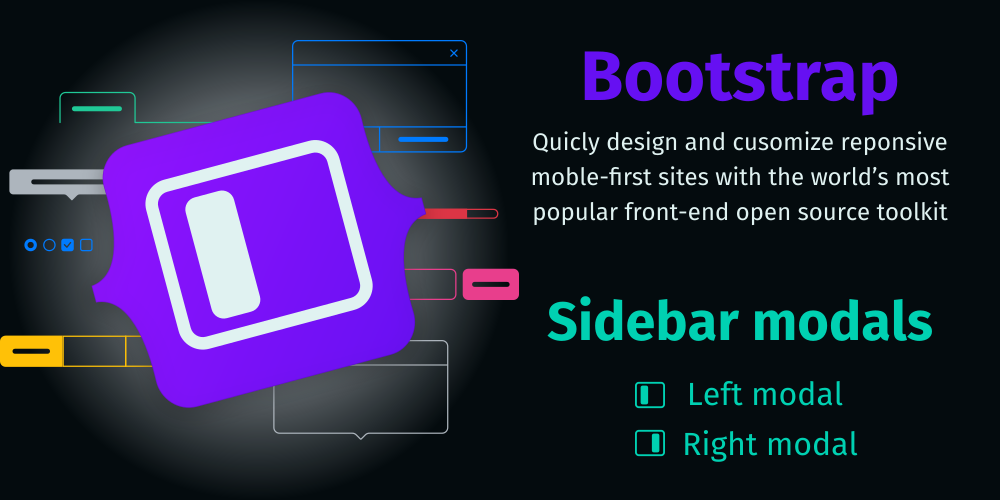 Bootstrap
Quicly design and cusomize reponsive
moble-first sites with the world’s most
popular front-end open source toolkit
Sidebar modals
Left modal
Right modal